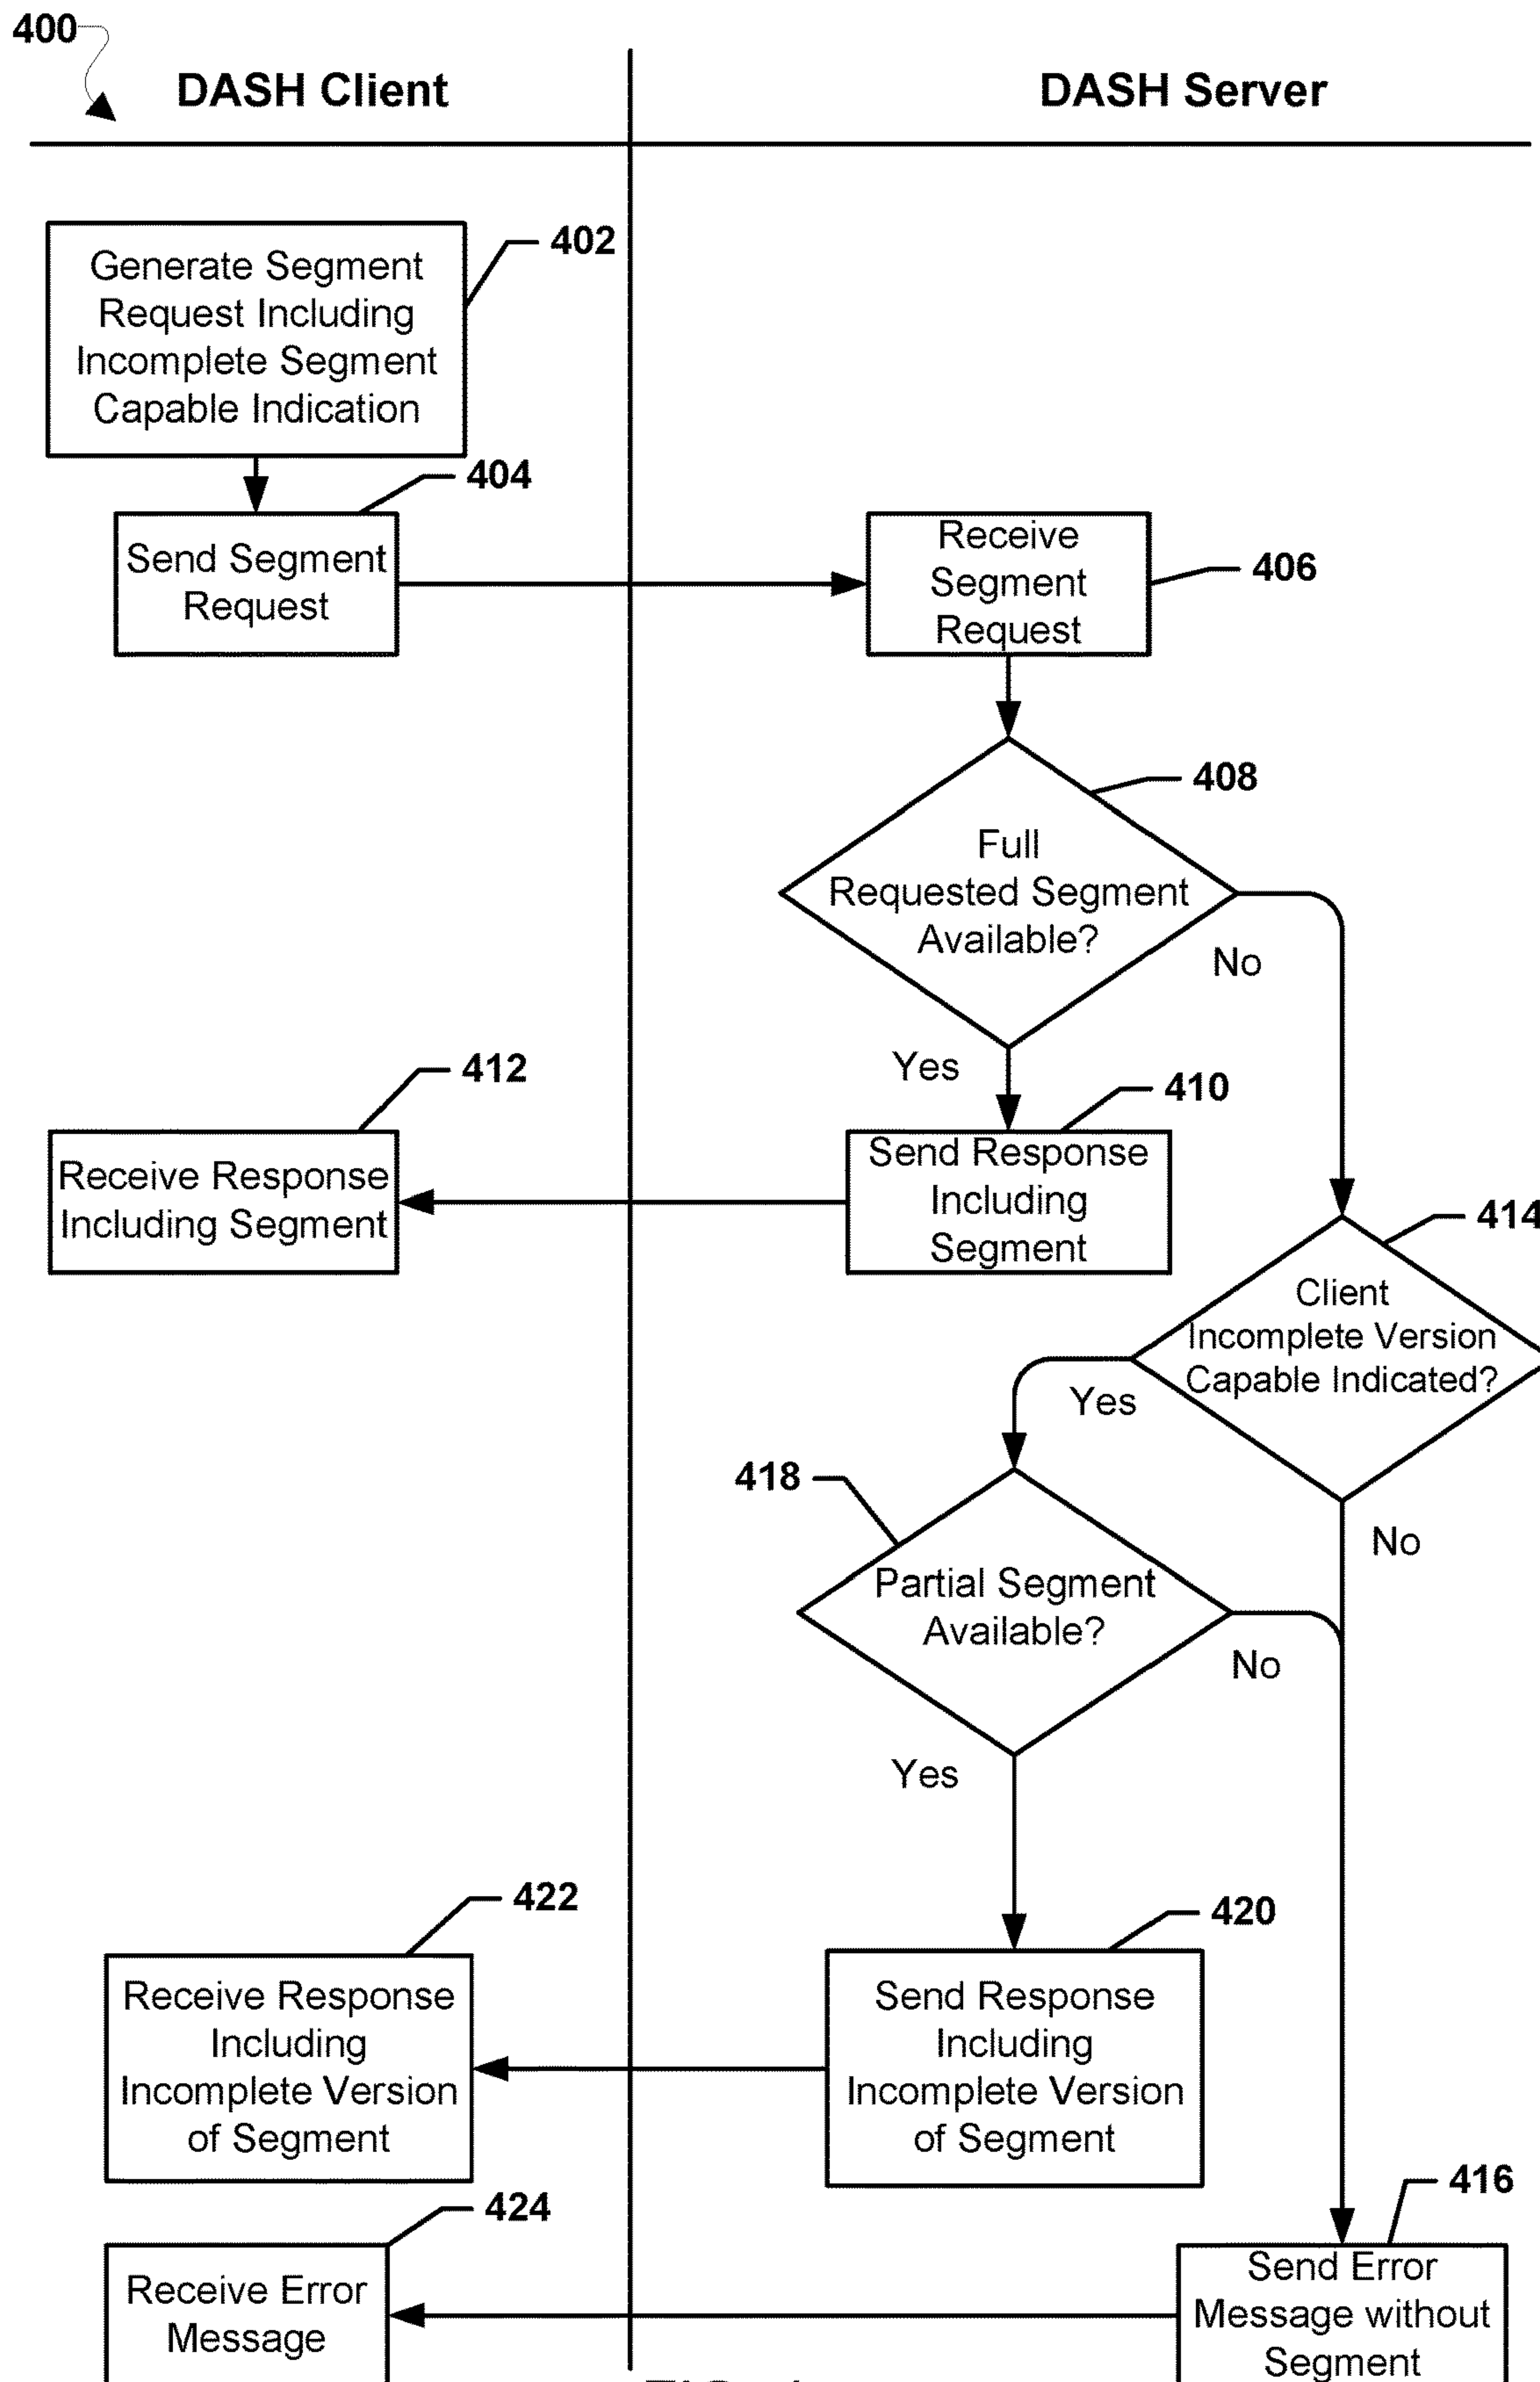 400
DASH Client
DASH Server
Generate Segment
Request Including
Incomplete Segment
Capable Indication
402
404
Send Segment
Request
Receive
Segment
Request
406
408
Full
Requested Segment
Available?
No
Yes
412
410
Receive Response
Including Segment
Send Response
Including
Segment
414
Client
Incomplete Version
Capable Indicated?
Yes
No
418
Partial Segment
Available?
No
Yes
422
420
Receive Response
Including
Incomplete Version
of Segment
Send Response
Including
Incomplete Version
of Segment
416
424
Receive Error
Message
Send Error
Message without
Segment